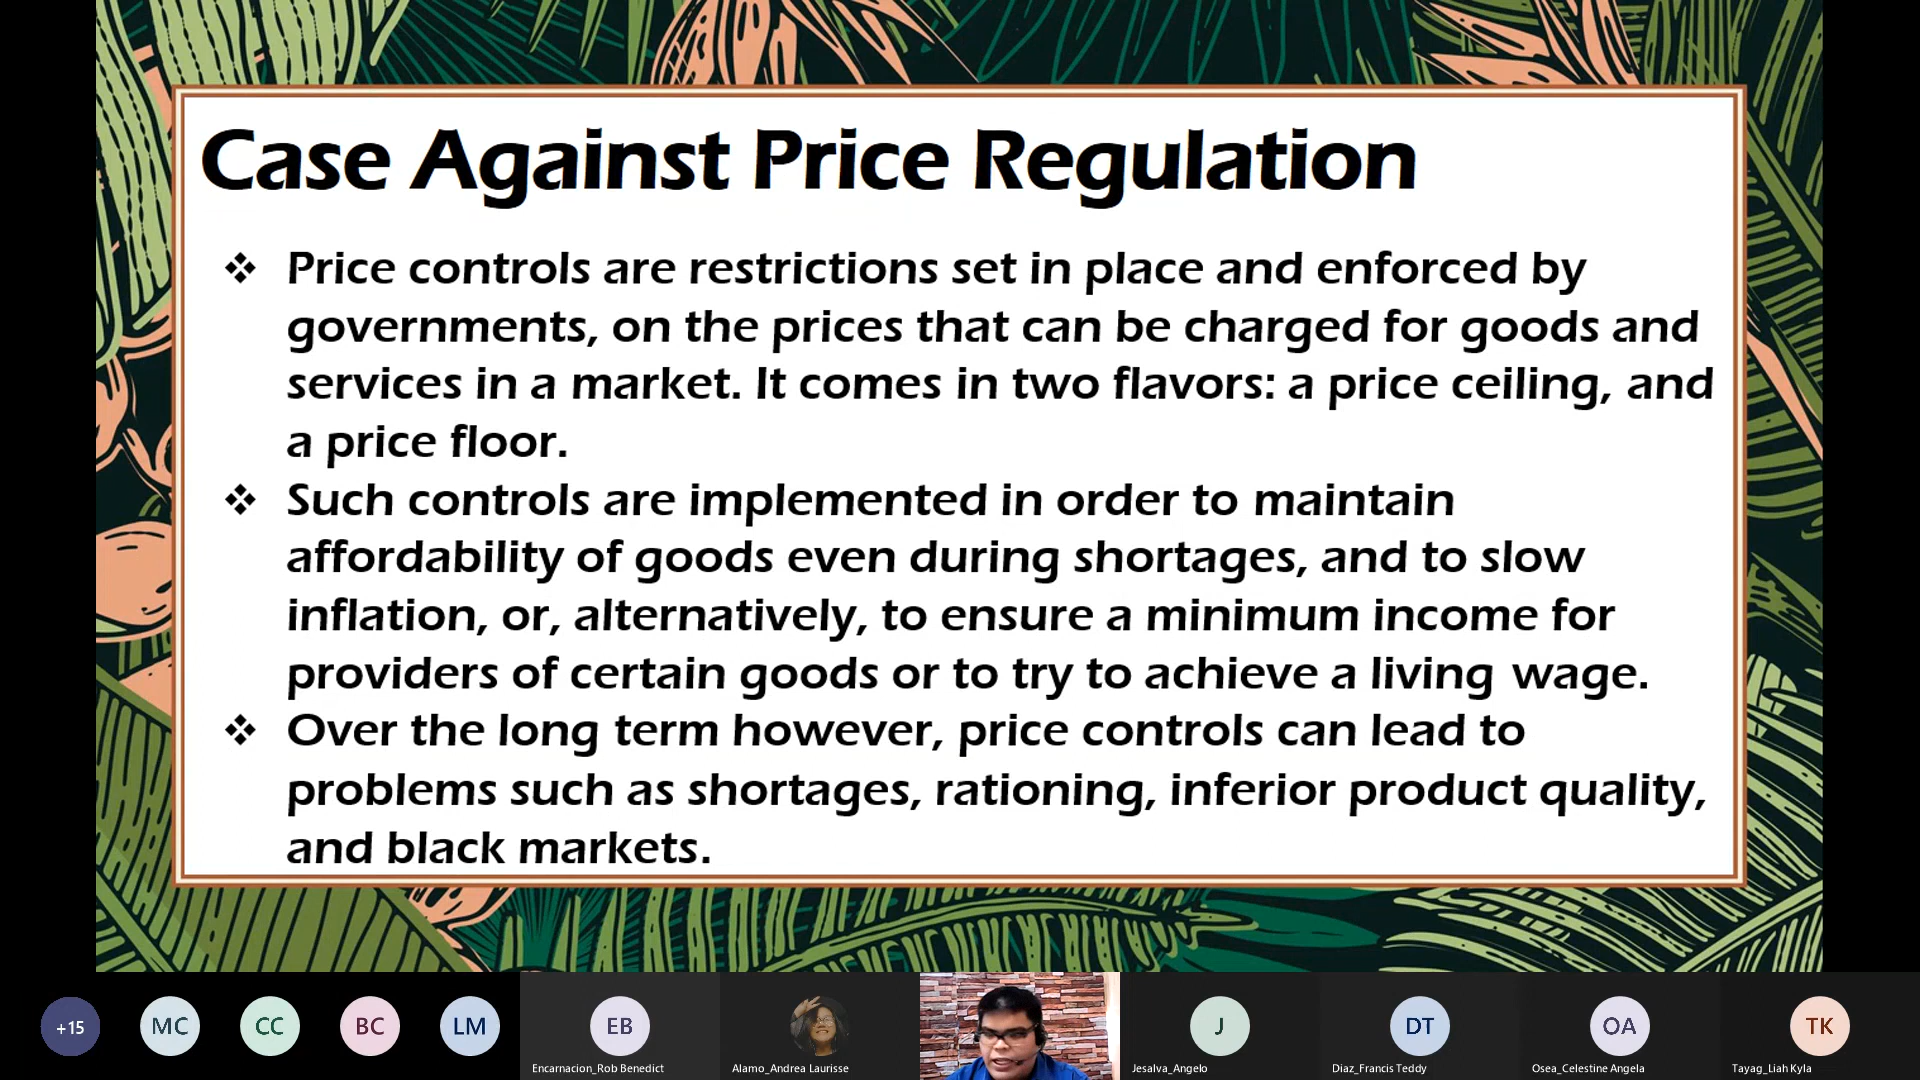 Case Against Price Regulation
❖ Price controls are restrictions set in place and enforced by
governments, on the prices that can be charged for goods and
services in a market. It comes in two flavors: a price ceiling, and
a price floor.
❖ Such controls are implemented in order to maintain
affordability of goods even during shortages, and to slow
inflation, or, alternatively, to ensure a minimum income for
providers of certain goods or to try to achieve a living wage.
❖ Over the long term however, price controls can lead to
problems such as shortages, rationing, inferior product quality,
and black markets.
+15 MC CC BC LM EB J DT OA TK
Encarnacion_Rob Benedict Alamo_Andrea Laurisse Jesalva_Angelo Diaz_Francis Teddy Osea_Celestine Angela Tayag_Liah Kyla